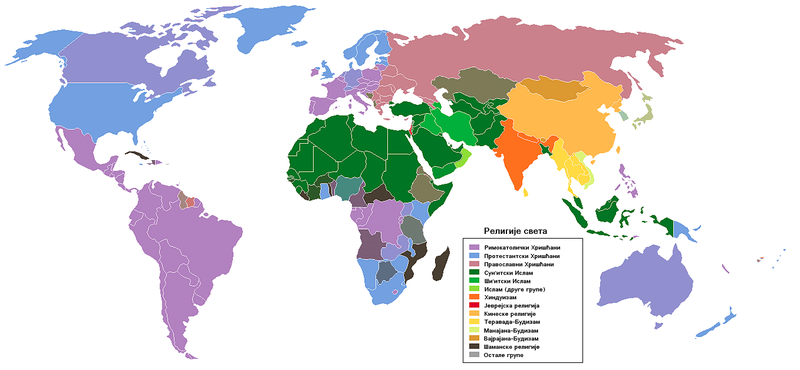 Религије света
Римокатолички Хришћани
Протестантски Хришћани
Православни Хришћани
Сунитски Ислам
Шиитски Ислам
Ислам (друге групе)
Хиндуизам
Јеврејска религија
Кинеске религије
Теравада-Будизам
Махајана-Будизам
Вајрајана-Будизам
Шаманске религије
Остале групе